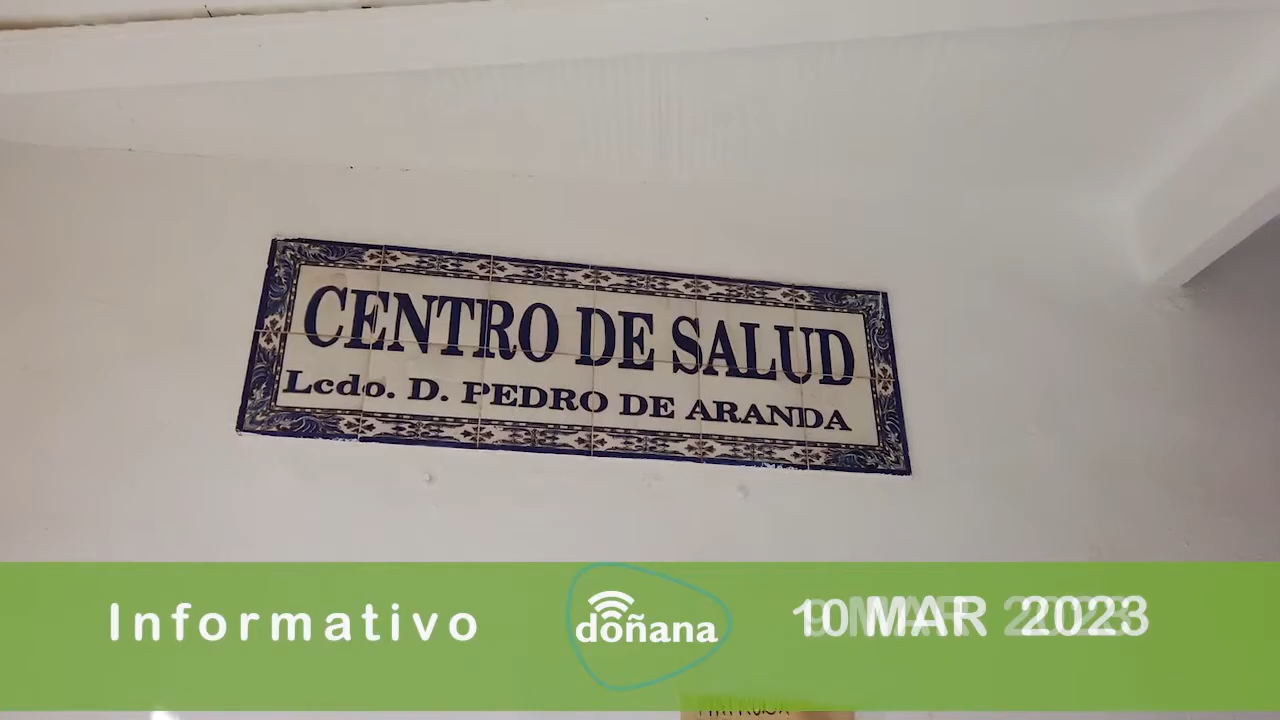 CENTRO DE SALUD
Lcdo. D. PEDRO DE ARANDA
Informativo
doñana
10 MAR 2023